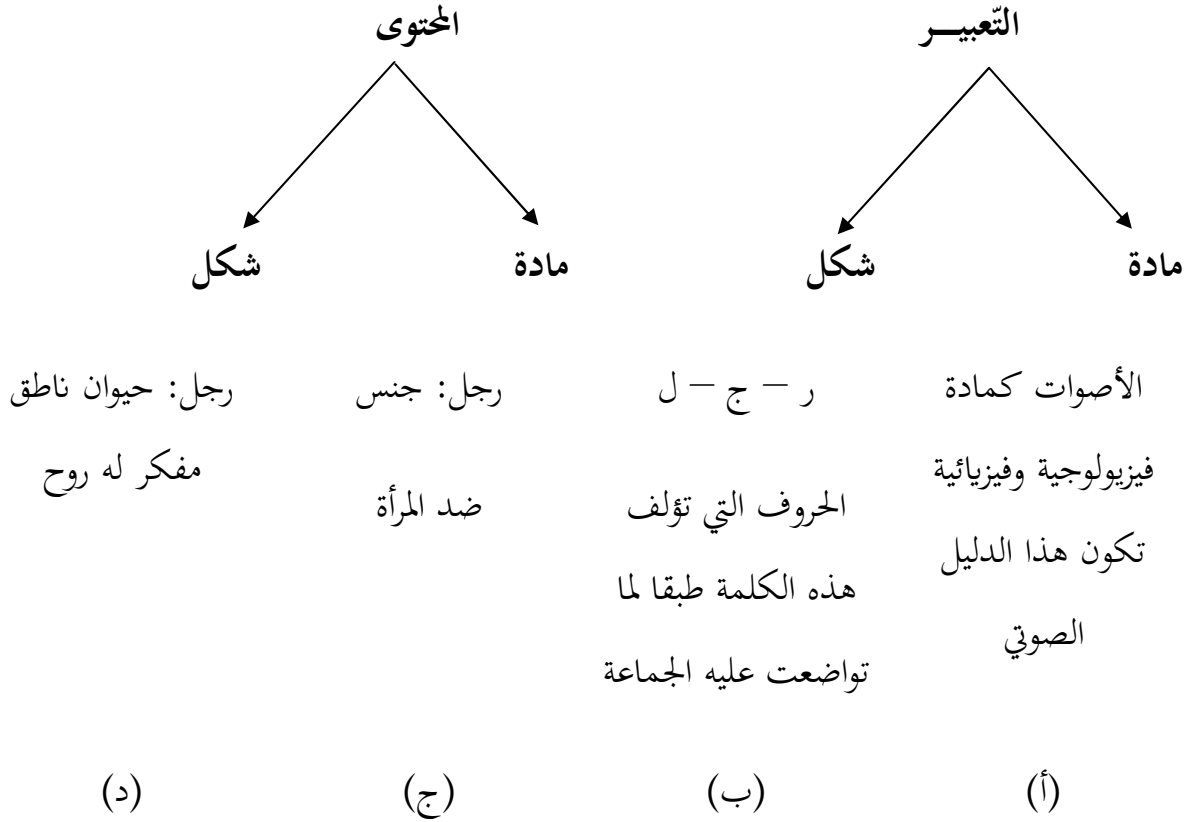 التّعبيـــر
المحتوى
مادة
شكل
مادة
شكل
الأصوات كمادة
فيزيولوجية وفيزيائية
تكون هذا الدليل
الصوتي
ر – ج – ل
الحروف التي تؤلف
هذه الكلمة طبقا لما
تواضعت عليه الجماعة
رجل: جنس
ضد المرأة
رجل: حيوان ناطق
مفكر له روح
(أ)
(ب)
(ج)
(د)